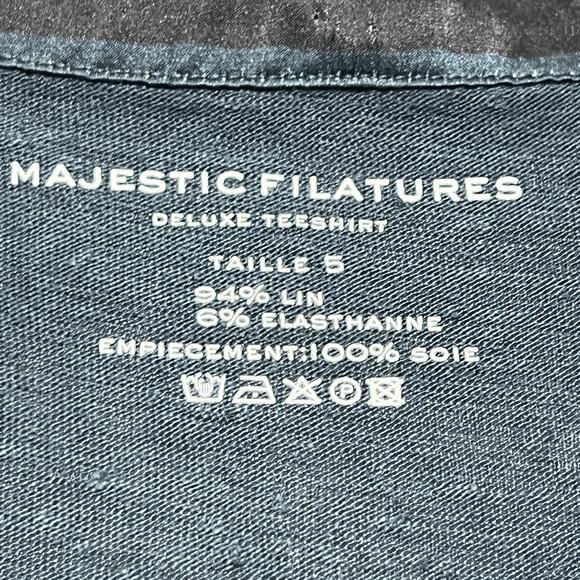 MAJESTIC FILATURES
DELUXE TEESHIRT
TAILLE 5
94% LIN
6% ELASTHANNE
EMPIECEMENT:100% SOIE
P